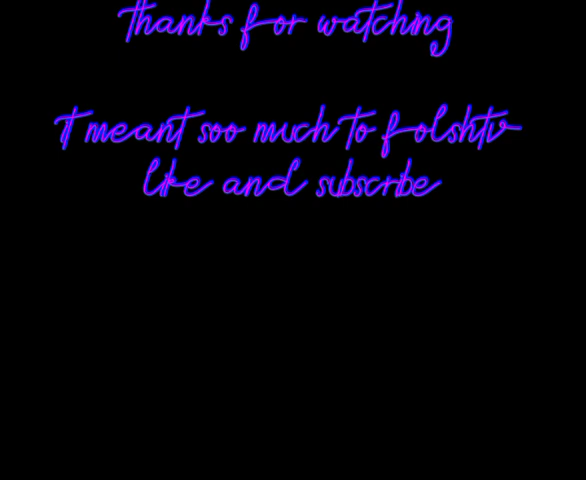 thanks for watching
it meant soo much to folshtv
like and subscribe